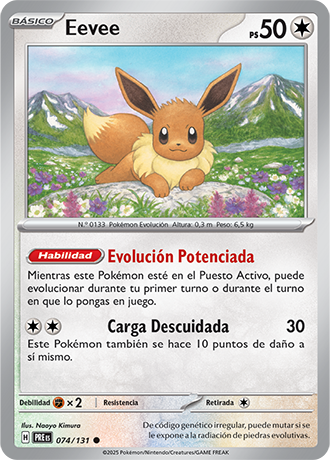 BÁSICO
Eevee
PS 50
N.º 0133 Pokémon Evolución Altura: 0,3 m Peso: 6,5 kg
Habilidad Evolución Potenciada
Mientras este Pokémon esté en el Puesto Activo, puede
evolucionar durante tu primer turno o durante el turno
en que lo pongas en juego.
Carga Descuidada 30
Este Pokémon también se hace 10 puntos de daño a
sí mismo.
Debilidad ×2 Resistencia Retirada
Ilus. Naoyo Kimura
H PRE ES 074/131
De código genético irregular, puede mutar si se
le expone a la radiación de piedras evolutivas.
©2025 Pokémon/Nintendo/Creatures/GAME FREAK